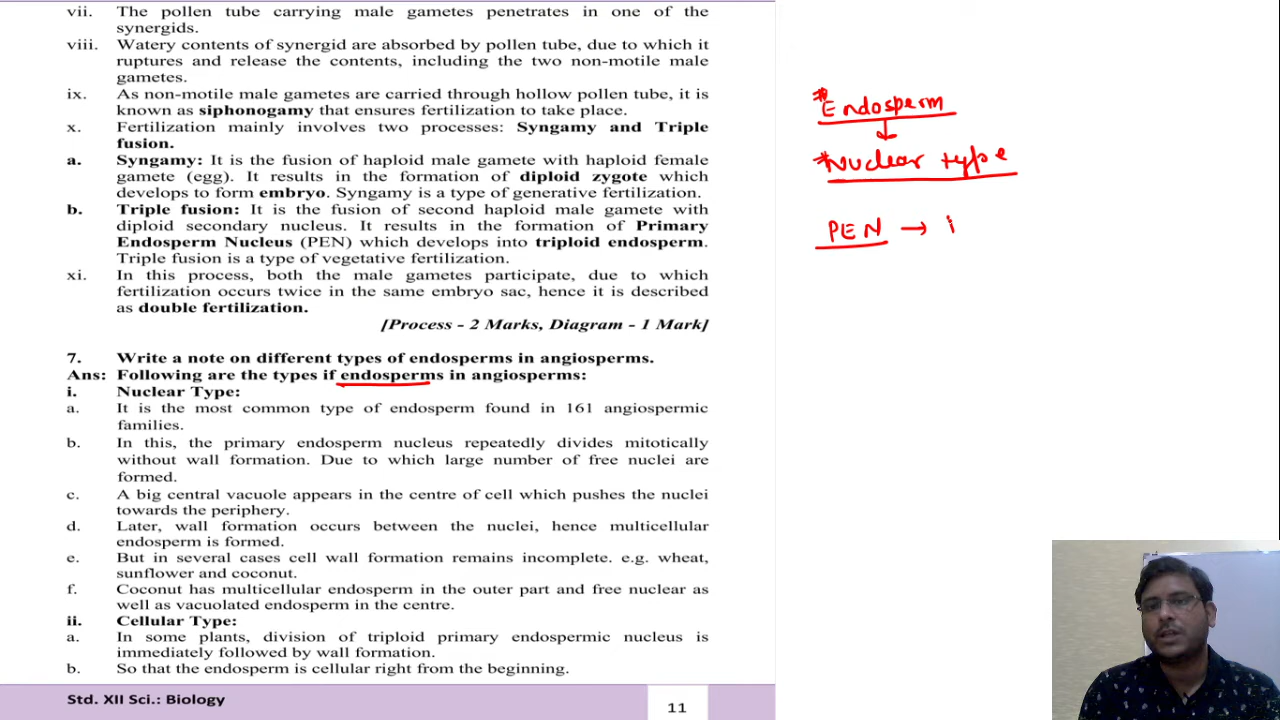 vii. The pollen tube carrying male gametes penetrates in one of the
synergids.
viii. Watery contents of synergid are absorbed by pollen tube, due to which it
ruptures and release the contents, including the two non-motile male
gametes.
ix. As non-motile male gametes are carried through hollow pollen tube, it is
known as siphonogamy that ensures fertilization to take place.
x. Fertilization mainly involves two processes: Syngamy and Triple
fusion.
a. Syngamy: It is the fusion of haploid male gamete with haploid female
gamete (egg). It results in the formation of diploid zygote which
develops to form embryo. Syngamy is a type of generative fertilization.
b. Triple fusion: It is the fusion of second haploid male gamete with
diploid secondary nucleus. It results in the formation of Primary
Endosperm Nucleus (PEN) which develops into triploid endosperm.
Triple fusion is a type of vegetative fertilization.
xi. In this process, both the male gametes participate, due to which
fertilization occurs twice in the same embryo sac, hence it is described
as double fertilization.
[Process - 2 Marks, Diagram - 1 Mark]
7. Write a note on different types of endosperms in angiosperms.
Ans: Following are the types if endosperms in angiosperms:
i. Nuclear Type:
a. It is the most common type of endosperm found in 161 angiospermic
families.
b. In this, the primary endosperm nucleus repeatedly divides mitotically
without wall formation. Due to which large number of free nuclei are
formed.
c. A big central vacuole appears in the centre of cell which pushes the nuclei
towards the periphery.
d. Later, wall formation occurs between the nuclei, hence multicellular
endosperm is formed.
e. But in several cases cell wall formation remains incomplete. e.g. wheat,
sunflower and coconut.
f. Coconut has multicellular endosperm in the outer part and free nuclear as
well as vacuolated endosperm in the centre.
ii. Cellular Type:
a. In some plants, division of triploid primary endospermic nucleus is
immediately followed by wall formation.
b. So that the endosperm is cellular right from the beginning.
Std. XII Sci.: Biology
11
*Endosperm
↓
*Nuclear type
PEN → i